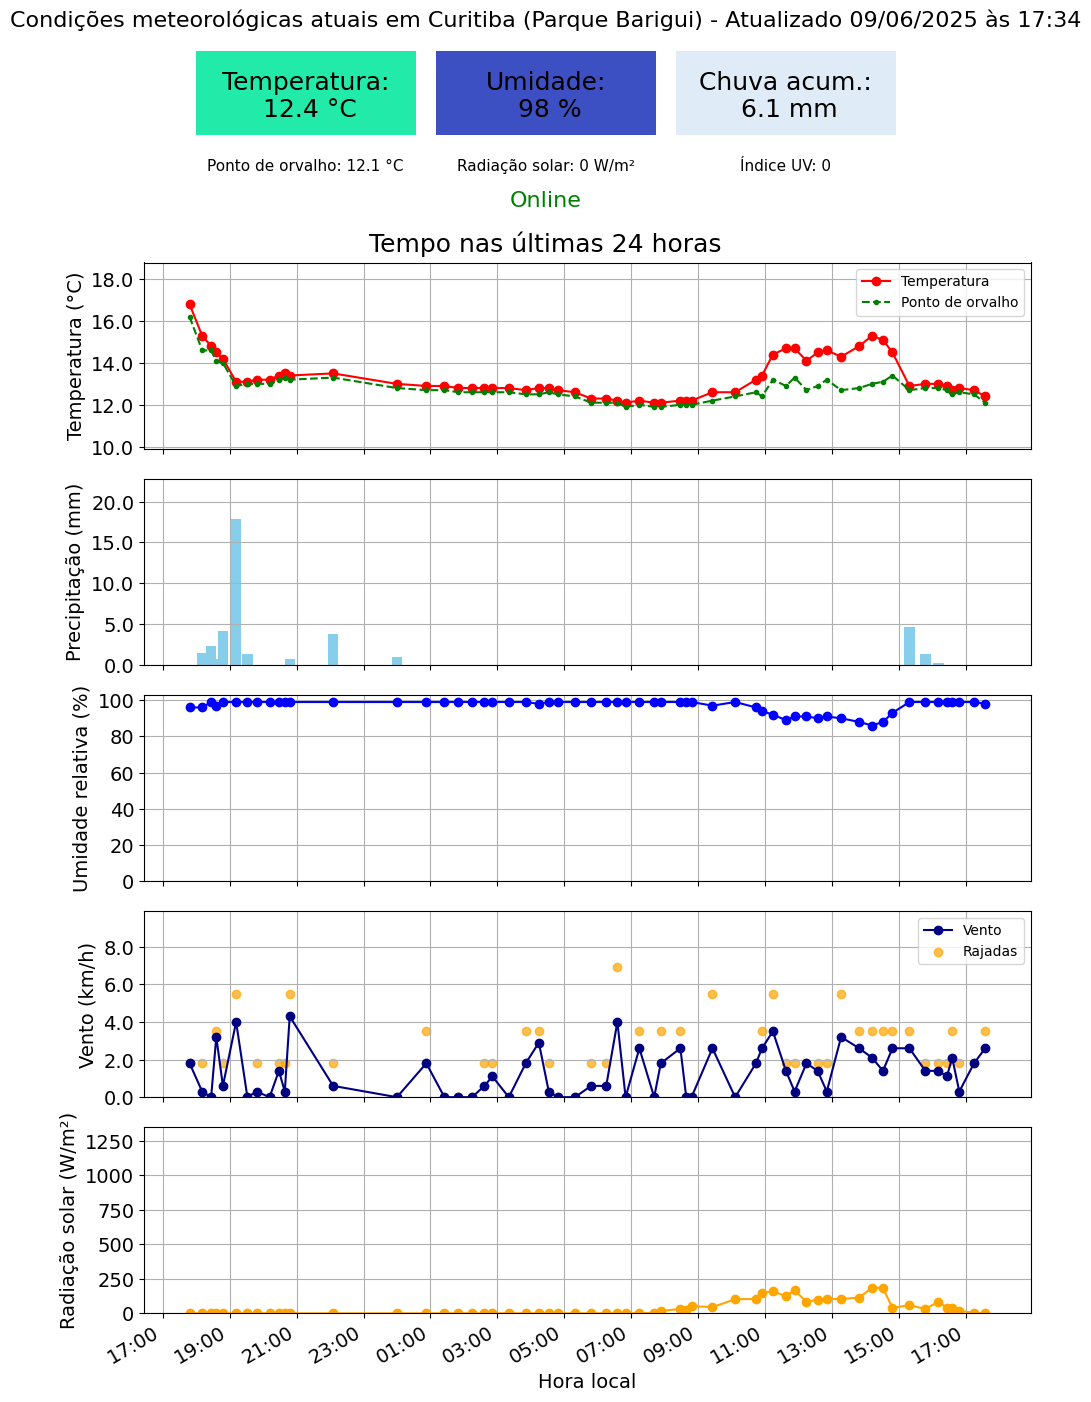 Condições meteorológicas atuais em Curitiba (Parque Barigui) - Atualizado 09/06/2025 às 17:34
Temperatura:
12.4 °C
Umidade:
98 %
Chuva acum.:
6.1 mm
Ponto de orvalho: 12.1 °C
Radiação solar: 0 W/m²
Índice UV: 0
Online
Tempo nas últimas 24 horas
Temperatura (°C)
18.0
16.0
14.0
12.0
10.0
Temperatura
Ponto de orvalho
Precipitação (mm)
20.0
15.0
10.0
5.0
0.0
Umidade relativa (%)
100
80
60
40
20
0
Vento (km/h)
8.0
6.0
4.0
2.0
0.0
Vento
Rajadas
Radiação solar (W/m²)
1250
1000
750
500
250
0
17:00 19:00 21:00 23:00 01:00 03:00 05:00 07:00 09:00 11:00 13:00 15:00 17:00
Hora local